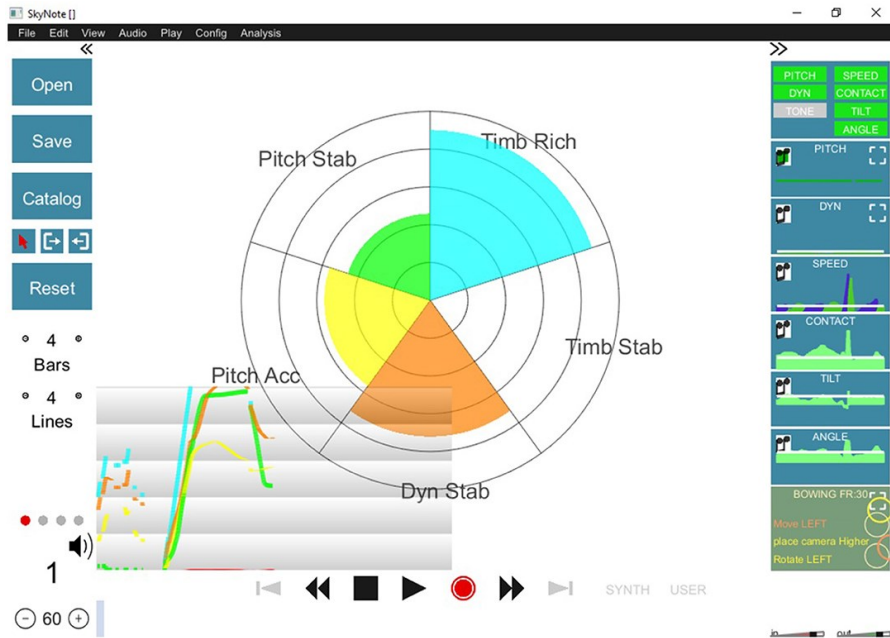 SkyNote []
File Edit View Audio Play Config Analysis
Open
Save
Catalog
Reset
4
Bars
4
Lines
1
60
Timb Rich
Pitch Stab
Timb Stab
Pitch Acc
Dyn Stab
SYNTH USER
PITCH SPEED
DYN CONTACT
TONE TILT
ANGLE
PITCH
DYN
SPEED
CONTACT
TILT
ANGLE
BOWING FR:30
Move LEFT
place camera Higher
Rotate LEFT
in out